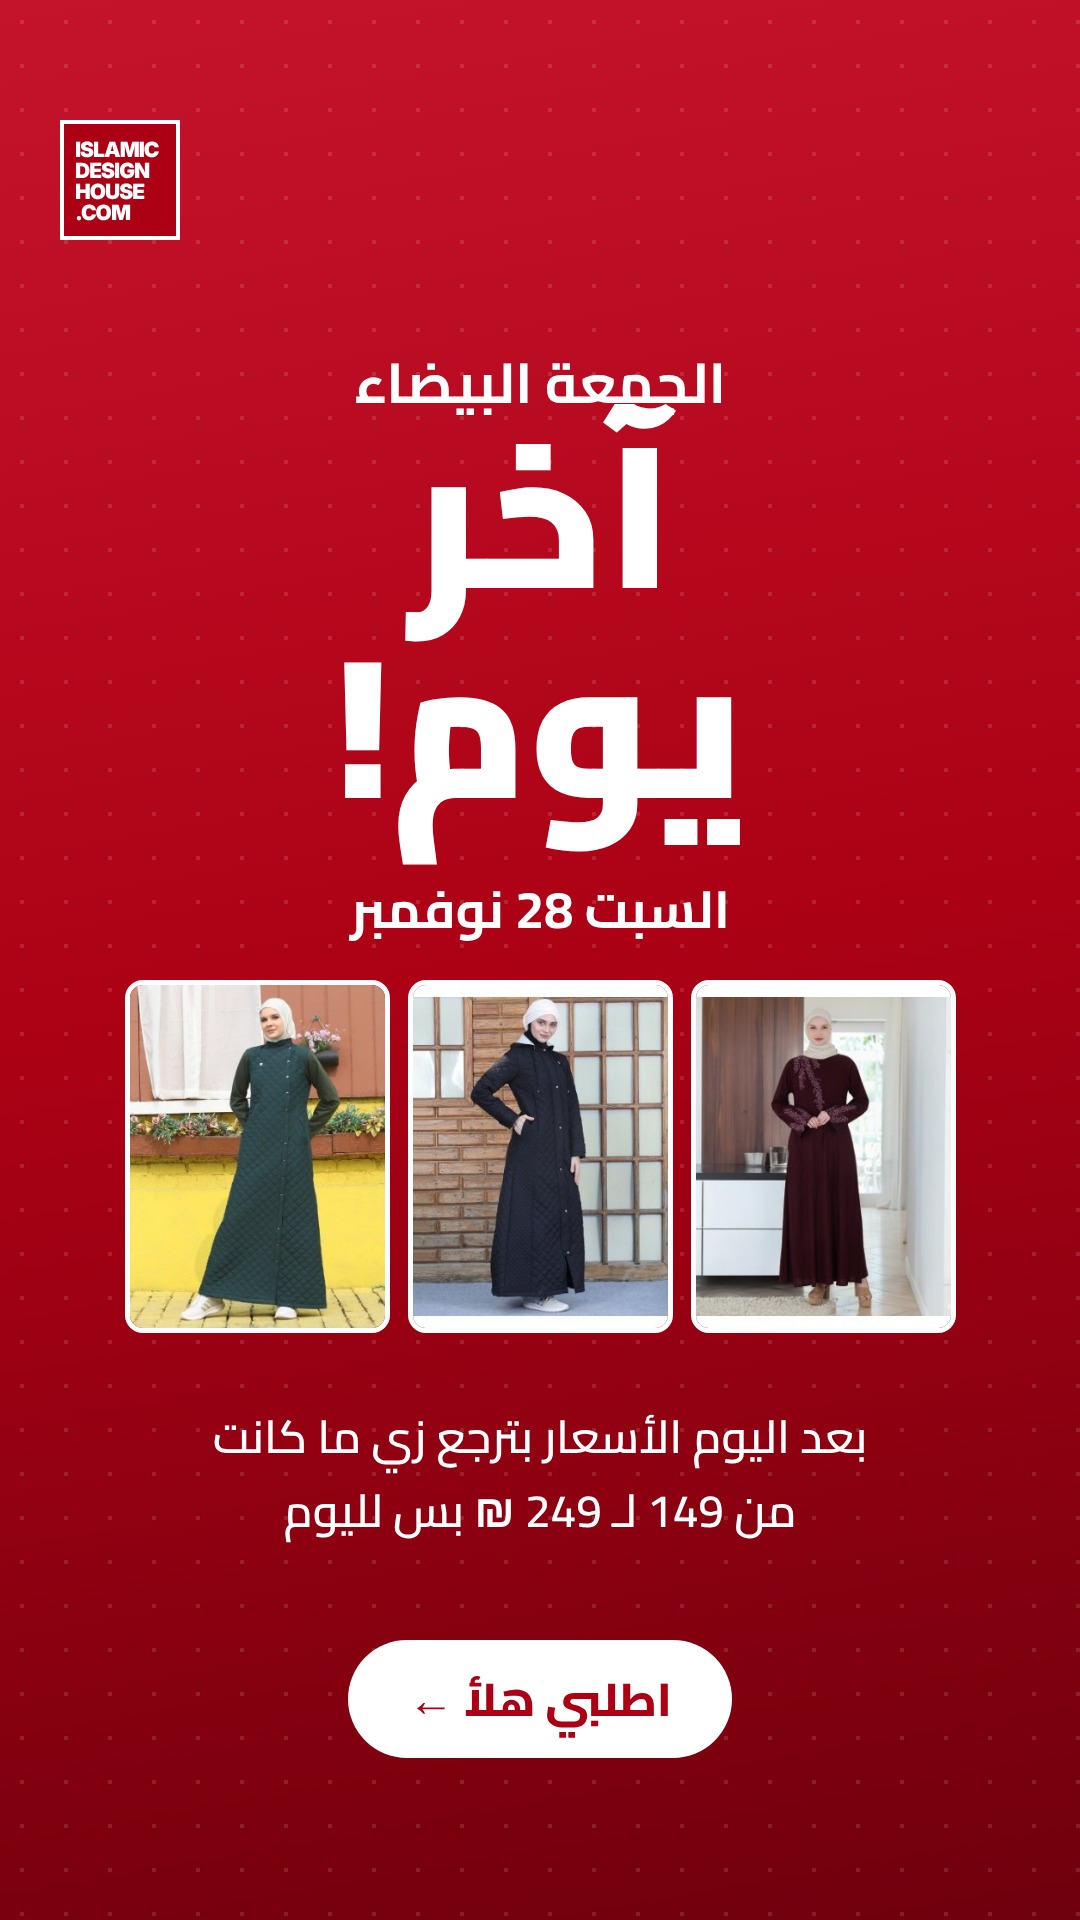 ISLAMIC
DESIGN
HOUSE
.COM
الجمعة البيضاء
آخر
يوم!
السبت 28 نوفمبر
بعد اليوم الأسعار بترجع زي ما كانت
من 149 لـ 249 ₪ بس لليوم
اطلبي هلأ ←